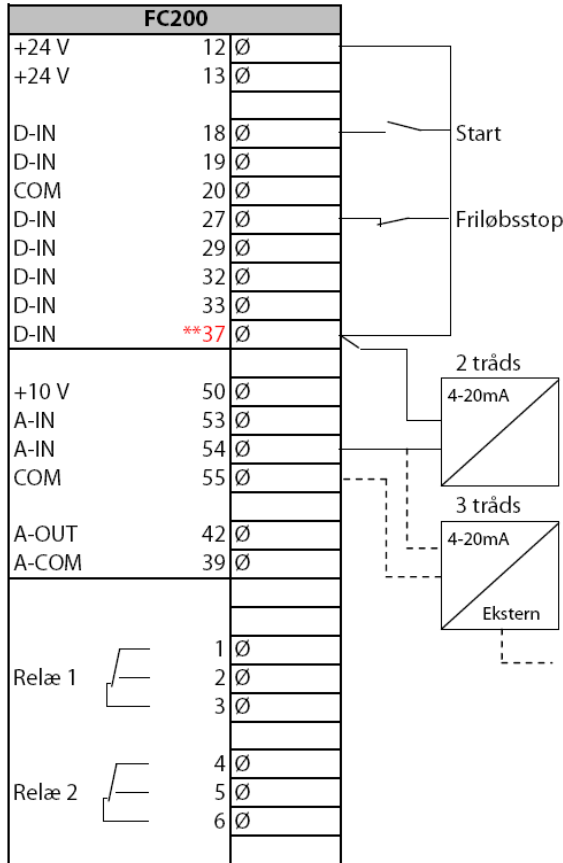 FC200
+24 V 12 Ø
+24 V 13 Ø
D-IN 18 Ø
Start
D-IN 19 Ø
COM 20 Ø
D-IN 27 Ø
Friløbsstop
D-IN 29 Ø
D-IN 32 Ø
D-IN 33 Ø
D-IN **37 Ø
2 tråds
4-20mA
+10 V 50 Ø
A-IN 53 Ø
A-IN 54 Ø
COM 55 Ø
3 tråds
4-20mA
Ekstern
A-OUT 42 Ø
A-COM 39 Ø
1 Ø
Relæ 1 2 Ø
3 Ø
4 Ø
Relæ 2 5 Ø
6 Ø